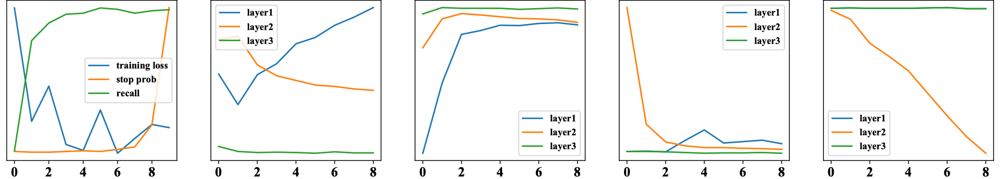 training loss
stop prob
recall
0 2 4 6 8
layer1
layer2
layer3
0 2 4 6 8
layer1
layer2
layer3
0 2 4 6 8
layer1
layer2
layer3
0 2 4 6 8
layer1
layer2
layer3
0 2 4 6 8